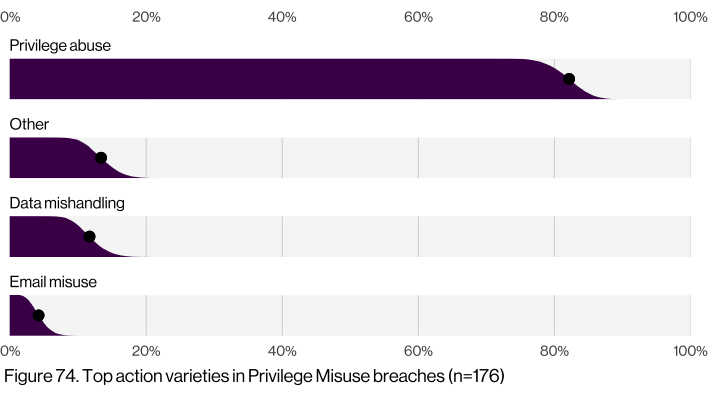 0% 20% 40% 60% 80% 100%
Privilege abuse
Other
Data mishandling
Email misuse
0% 20% 40% 60% 80% 100%
Figure 74. Top action varieties in Privilege Misuse breaches (n=176)